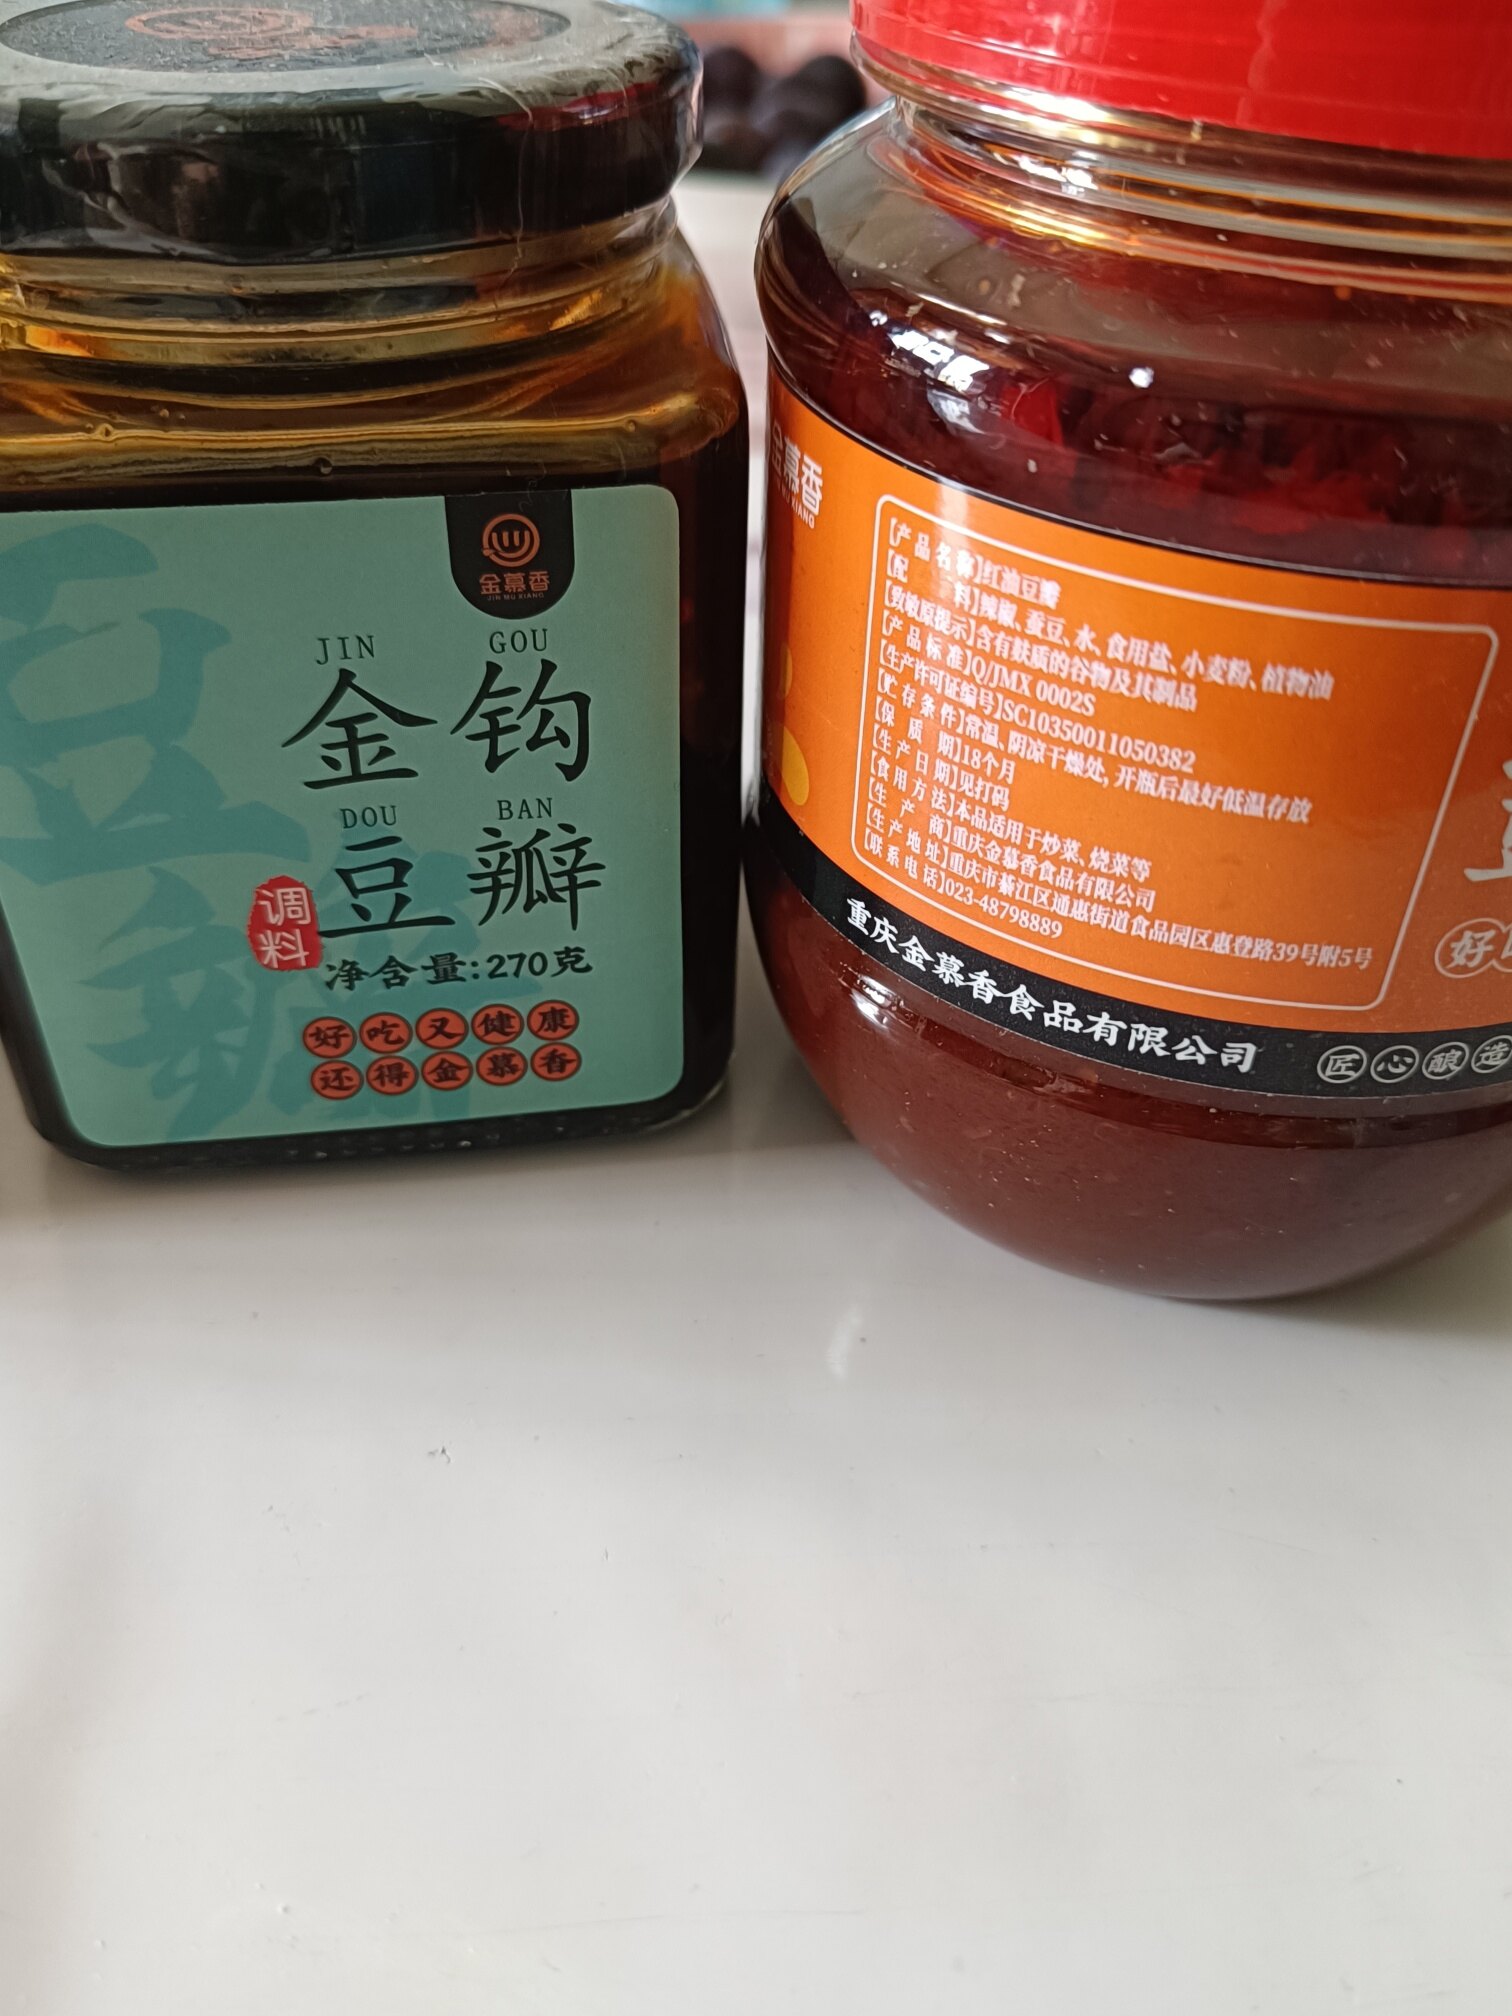 金慕香
JIN MU XIANG
JIN GOU
金钩
DOU BAN
豆瓣
调料
净含量:270克
好吃又健康
还得金慕香
豆瓣
金慕香
【产品名称】红油豆瓣
【配料】辣椒、蚕豆、水、食用盐、小麦粉、植物油
【致敏原提示】含有麸质的谷物及其制品
【产品标准】Q/JMX 0002S
【生产许可证编号】SC10350011050382
【贮存条件】常温、阴凉干燥处,开瓶后最好低温存放
【保质期】18个月
【生产日期】见打码
【食用方法】本品适用于炒菜、烧菜等
【生产商】重庆金慕香食品有限公司
【生产地址】重庆市綦江区通惠街道食品园区惠登路39号附5号
【联系电话】023-48798889
重庆金慕香食品有限公司
匠心酿造
好